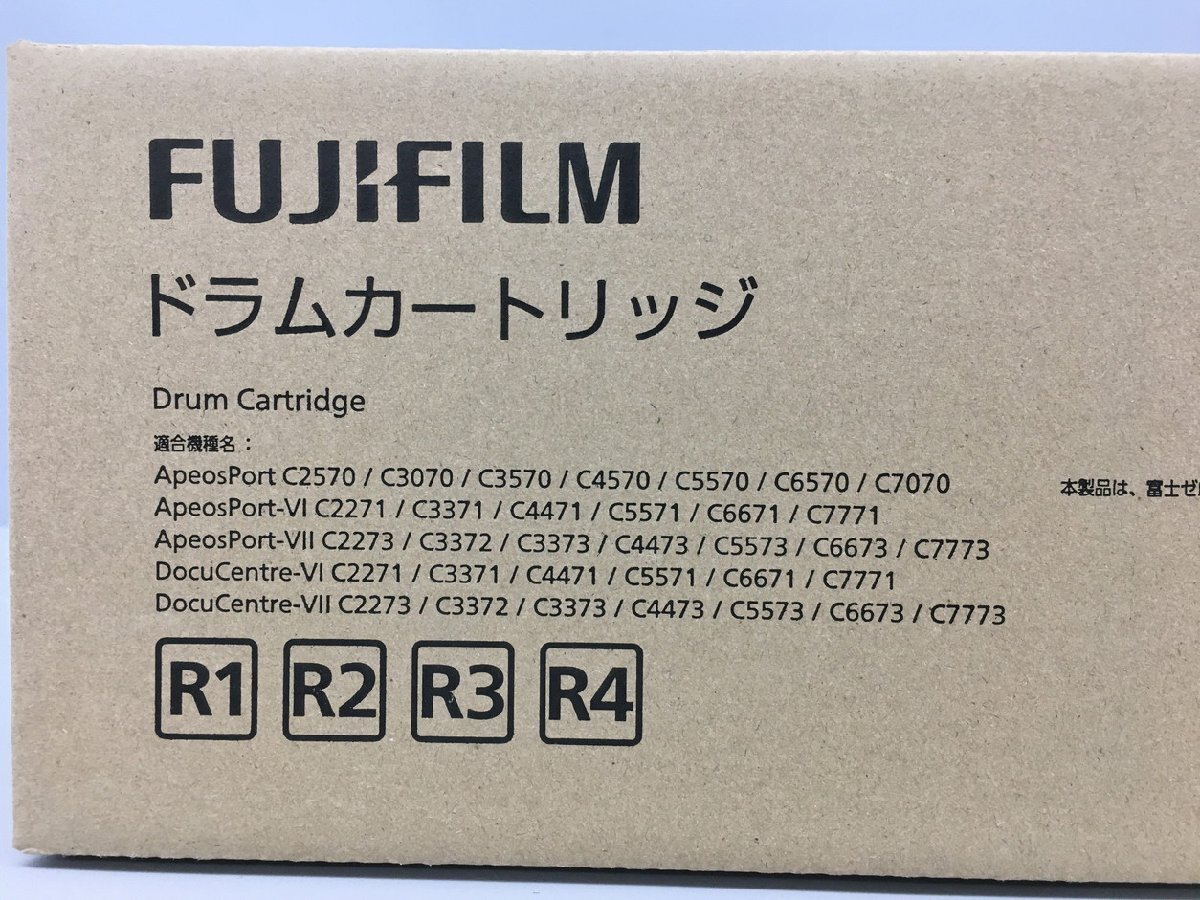 FUJIFILM
ドラムカートリッジ
Drum Cartridge
適合機種名：
ApeosPort C2570 / C3070 / C3570 / C4570 / C5570 / C6570 / C7070
本製品は、富士ゼ
ApeosPort-VI C2271 / C3371 / C4471 / C5571 / C6671 / C7771
ApeosPort-VII C2273 / C3372 / C3373 / C4473 / C5573 / C6673 / C7773
DocuCentre-VI C2271 / C3371 / C4471 / C5571 / C6671 / C7771
DocuCentre-VII C2273 / C3372 / C3373 / C4473 / C5573 / C6673 / C7773
R1 R2 R3 R4